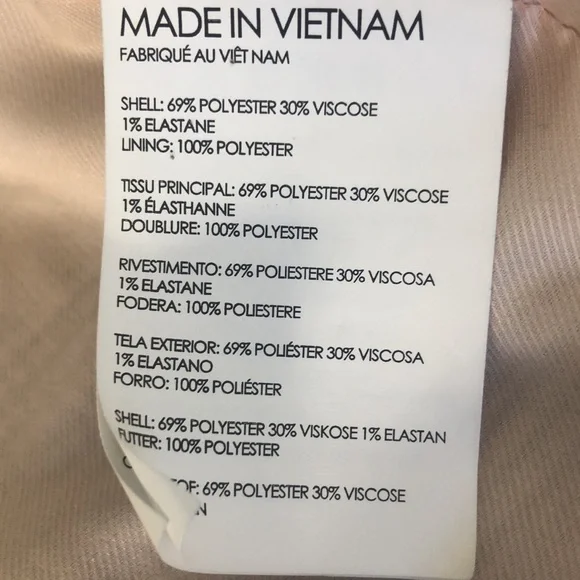 MADE IN VIETNAM
FABRIQUÉ AU VIÊT NAM
SHELL: 69% POLYESTER 30% VISCOSE
1% ELASTANE
LINING: 100% POLYESTER
TISSU PRINCIPAL: 69% POLYESTER 30% VISCOSE
1% ÉLASTHANNE
DOUBLURE: 100% POLYESTER
RIVESTIMENTO: 69% POLIESTERE 30% VISCOSA
1% ELASTANE
FODERA: 100% POLIESTERE
TELA EXTERIOR: 69% POLIÉSTER 30% VISCOSA
1% ELASTANO
FORRO: 100% POLIÉSTER
SHELL: 69% POLYESTER 30% VISKOSE 1% ELASTAN
FUTTER: 100% POLYESTER
69% POLYESTER 30% VISCOSE